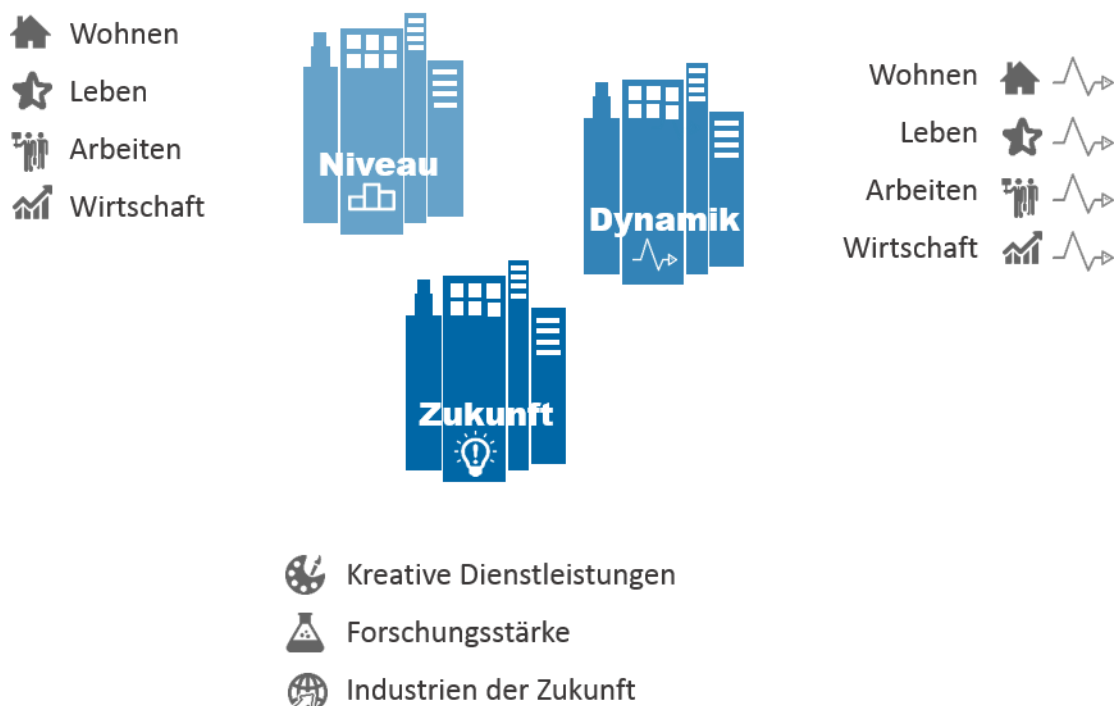 Wohnen
Leben
Arbeiten
Wirtschaft
Niveau
Dynamik
Wohnen
Leben
Arbeiten
Wirtschaft
Zukunft
Kreative Dienstleistungen
Forschungsstärke
Industrien der Zukunft